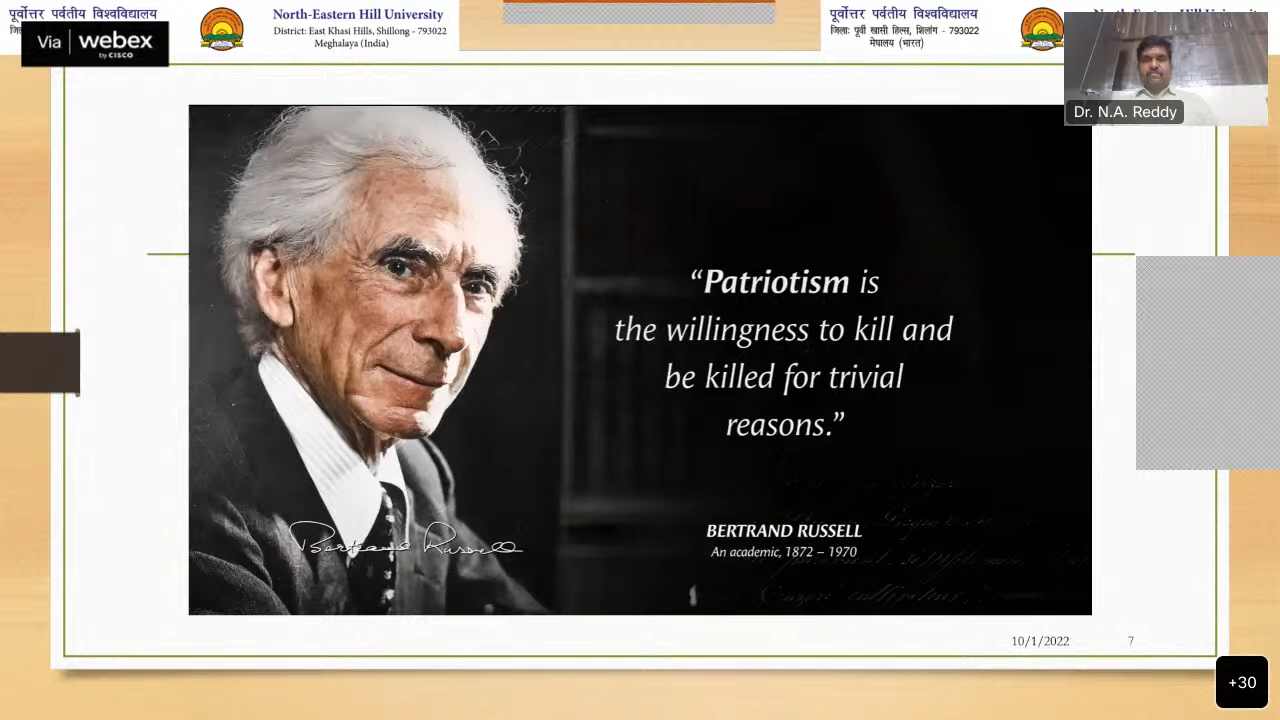 पूर्वोत्तर पर्वतीय विश्वविद्यालय
North-Eastern Hill University
District: East Khasi Hills, Shillong - 793022
Meghalaya (India)
पूर्वोत्तर पर्वतीय विश्वविद्यालय
जिला: पूर्वी खासी हिल्स, शिलांग - 793022
मेघालय (भारत)
Via webex
by CISCO
Dr. N.A. Reddy
“Patriotism is
the willingness to kill and
be killed for trivial
reasons.”
Bertrand Russell
BERTRAND RUSSELL
An academic, 1872 – 1970
10/1/2022 7
+30